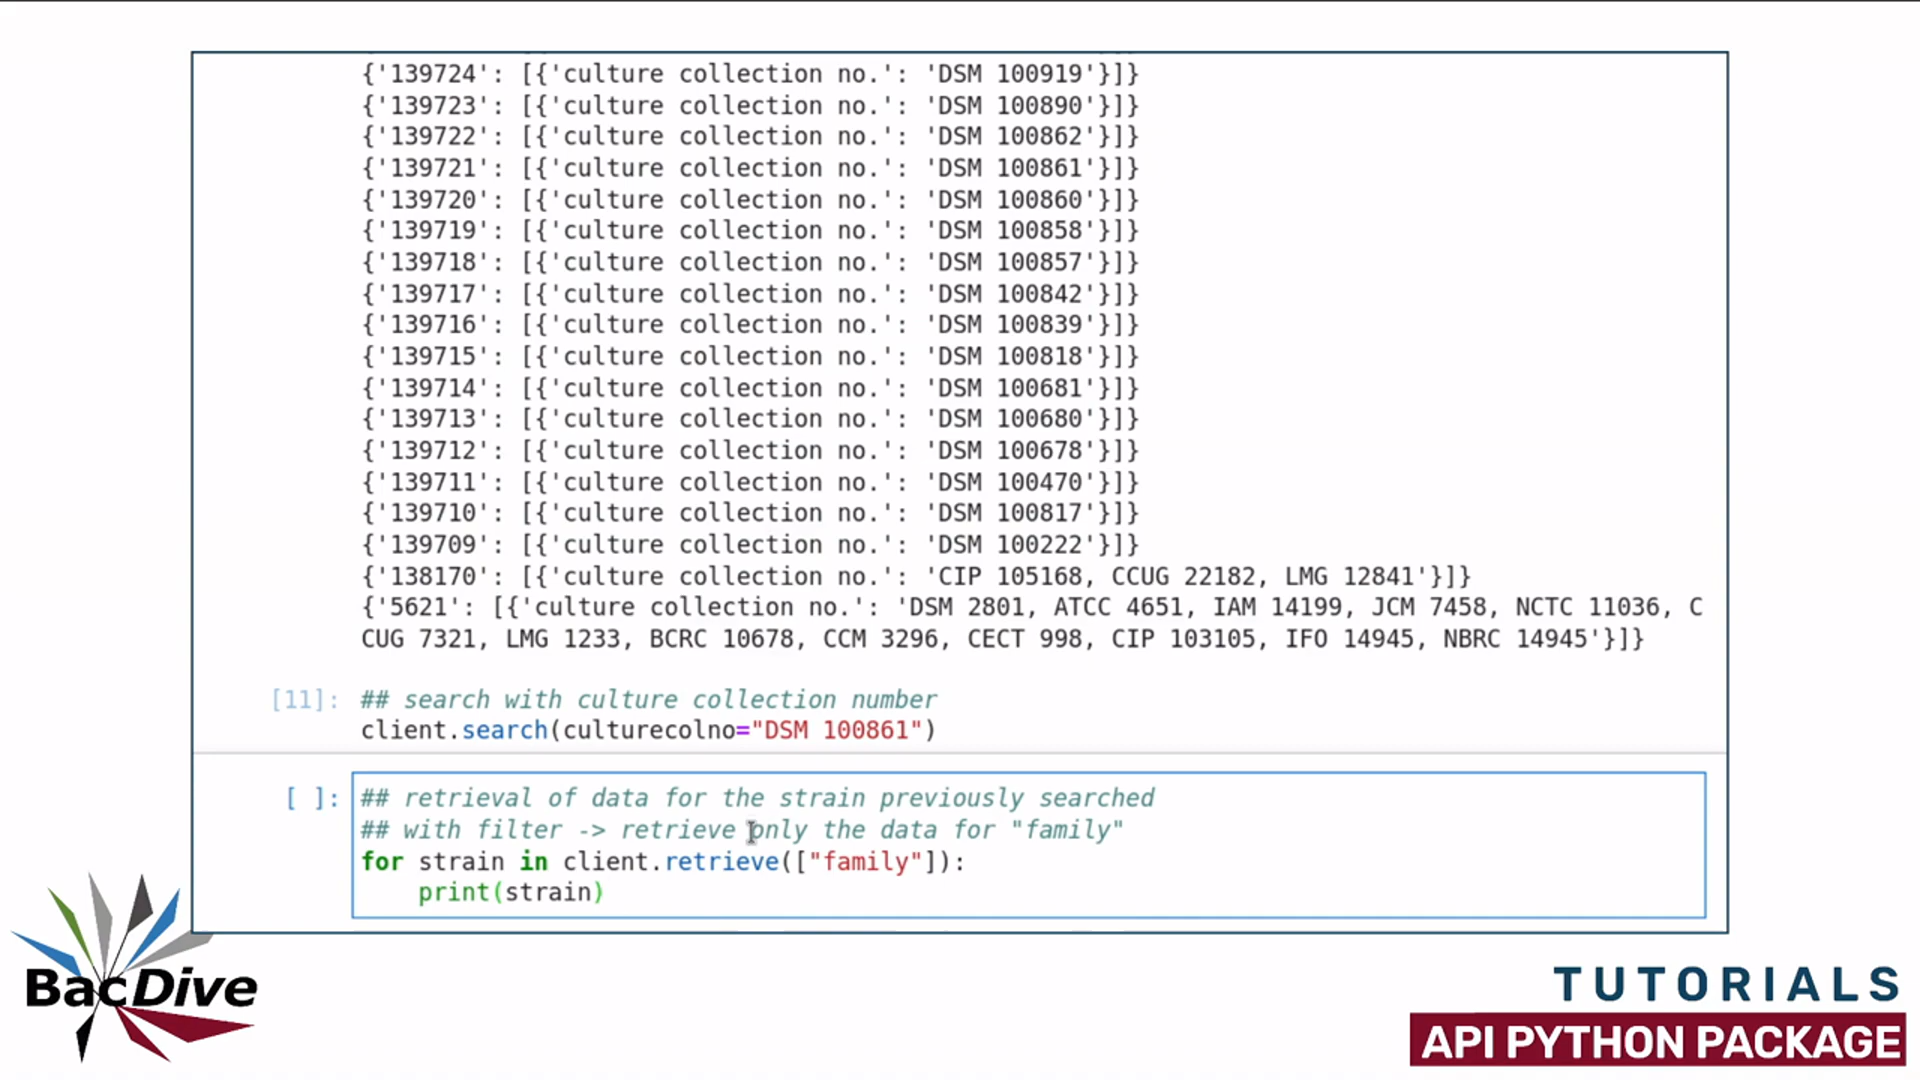 {'139724': [{'culture collection no.': 'DSM 100919'}]}
{'139723': [{'culture collection no.': 'DSM 100890'}]}
{'139722': [{'culture collection no.': 'DSM 100862'}]}
{'139721': [{'culture collection no.': 'DSM 100861'}]}
{'139720': [{'culture collection no.': 'DSM 100860'}]}
{'139719': [{'culture collection no.': 'DSM 100858'}]}
{'139718': [{'culture collection no.': 'DSM 100857'}]}
{'139717': [{'culture collection no.': 'DSM 100842'}]}
{'139716': [{'culture collection no.': 'DSM 100839'}]}
{'139715': [{'culture collection no.': 'DSM 100818'}]}
{'139714': [{'culture collection no.': 'DSM 100681'}]}
{'139713': [{'culture collection no.': 'DSM 100680'}]}
{'139712': [{'culture collection no.': 'DSM 100678'}]}
{'139711': [{'culture collection no.': 'DSM 100470'}]}
{'139710': [{'culture collection no.': 'DSM 100817'}]}
{'139709': [{'culture collection no.': 'DSM 100222'}]}
{'138170': [{'culture collection no.': 'CIP 105168, CCUG 22182, LMG 12841'}]}
{'5621': [{'culture collection no.': 'DSM 2801, ATCC 4651, IAM 14199, JCM 7458, NCTC 11036, C
CUG 7321, LMG 1233, BCRC 10678, CCM 3296, CECT 998, CIP 103105, IFO 14945, NBRC 14945'}]}
[11]: ## search with culture collection number
client.search(culturecolno="DSM 100861")
[ ]: ## retrieval of data for the strain previously searched
## with filter -> retrieve only the data for "family"
for strain in client.retrieve(["family"]):
    print(strain)
BacDive
TUTORIALS
API PYTHON PACKAGE